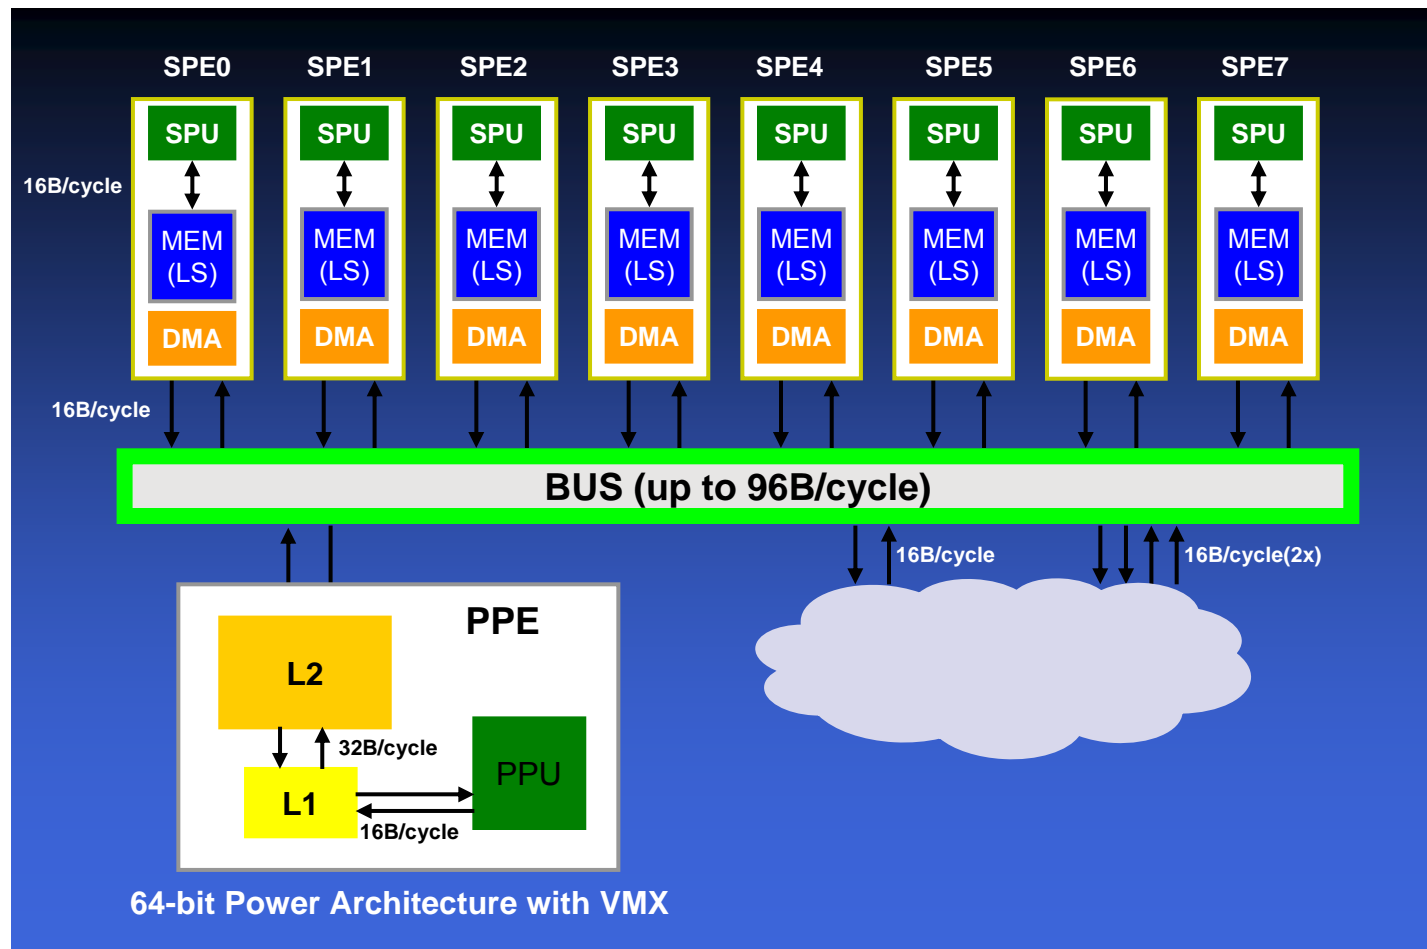 SPE0 SPE1 SPE2 SPE3 SPE4 SPE5 SPE6 SPE7
SPU SPU SPU SPU SPU SPU SPU SPU
16B/cycle
MEM MEM MEM MEM MEM MEM MEM MEM
(LS) (LS) (LS) (LS) (LS) (LS) (LS) (LS)
DMA DMA DMA DMA DMA DMA DMA DMA
16B/cycle
BUS (up to 96B/cycle)
16B/cycle 16B/cycle(2x)
PPE
L2
32B/cycle
PPU
L1
16B/cycle
64-bit Power Architecture with VMX